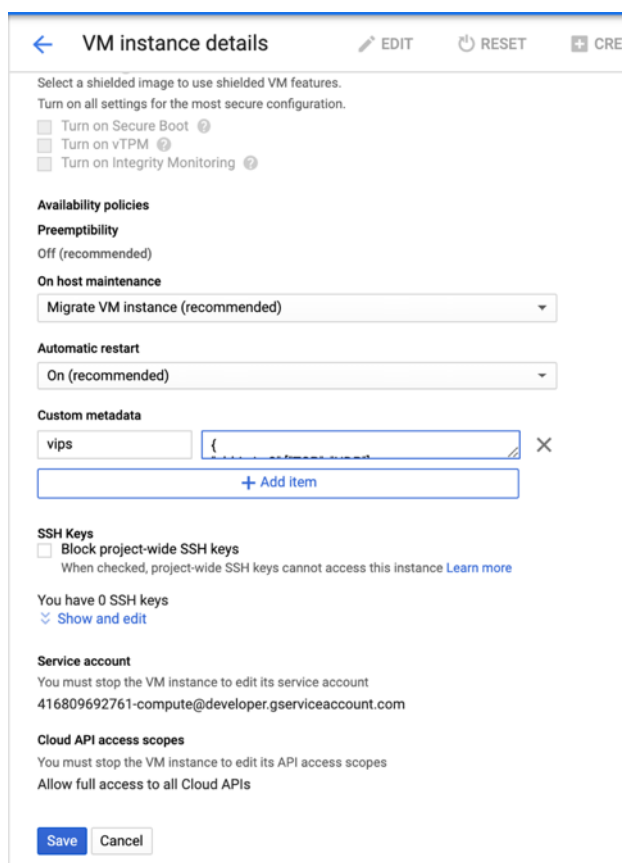 VM instance details
EDIT
RESET
CRE
Select a shielded image to use shielded VM features.
Turn on all settings for the most secure configuration.
Turn on Secure Boot
Turn on vTPM
Turn on Integrity Monitoring
Availability policies
Preemptibility
Off (recommended)
On host maintenance
Migrate VM instance (recommended)
Automatic restart
On (recommended)
Custom metadata
vips
{
+ Add item
SSH Keys
Block project-wide SSH keys
When checked, project-wide SSH keys cannot access this instance Learn more
You have 0 SSH keys
Show and edit
Service account
You must stop the VM instance to edit its service account
416809692761-compute@developer.gserviceaccount.com
Cloud API access scopes
You must stop the VM instance to edit its API access scopes
Allow full access to all Cloud APIs
Save
Cancel